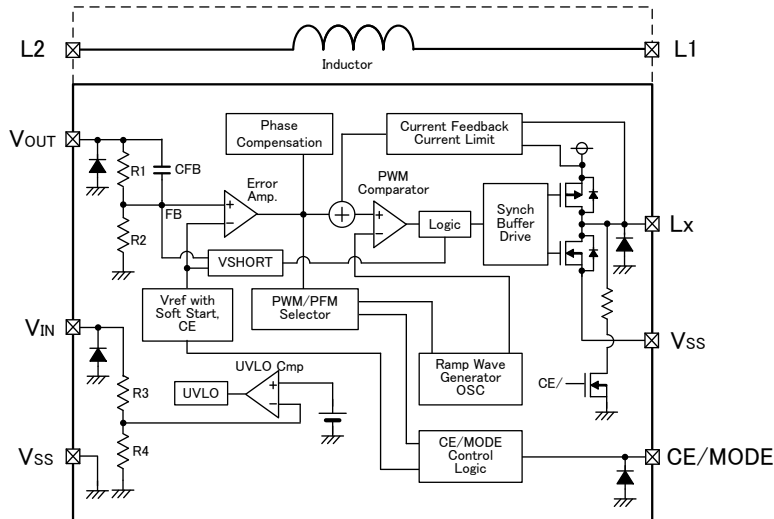 L2
L1
Inductor
VOUT
R1
CFB
Phase
Compensation
Current Feedback
Current Limit
Error
Amp.
PWM
Comparator
FB
R2
Logic
Synch
Buffer
Drive
Lx
VSHORT
Vref with
Soft Start,
CE
PWM/PFM
Selector
VIN
VSS
UVLO Cmp
UVLO
R3
R4
Ramp Wave
Generator
OSC
CE/
VSS
CE/MODE
Control
Logic
CE/MODE